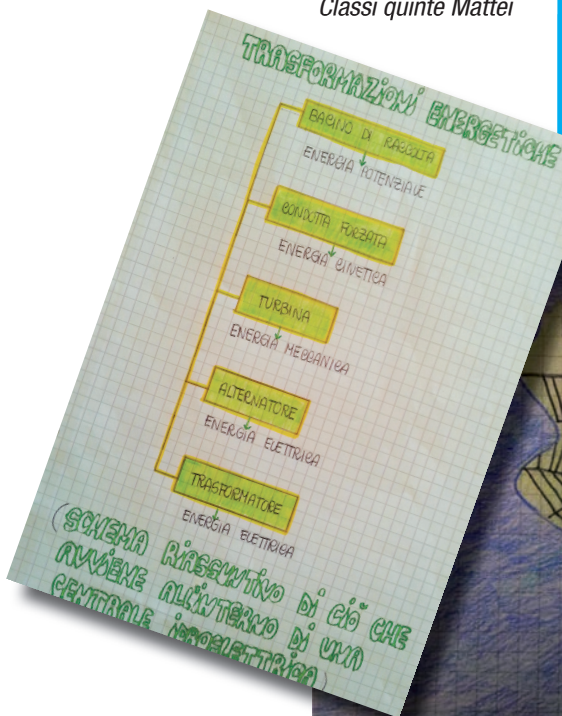 Classi quinte Mattei
TRASFORMAZIONI ENERGETICHE
BACINO DI RACCOLTA
ENERGIA POTENZIALE
CONDOTTA FORZATA
ENERGIA CINETICA
TURBINA
ENERGIA MECCANICA
ALTERNATORE
ENERGIA ELETTRICA
TRASFORMATORE
ENERGIA ELETTRICA
(SCHEMA RIASSUNTIVO DI CIÒ CHE
AVVIENE ALL'INTERNO DI UNA
CENTRALE IDROELETTRICA)